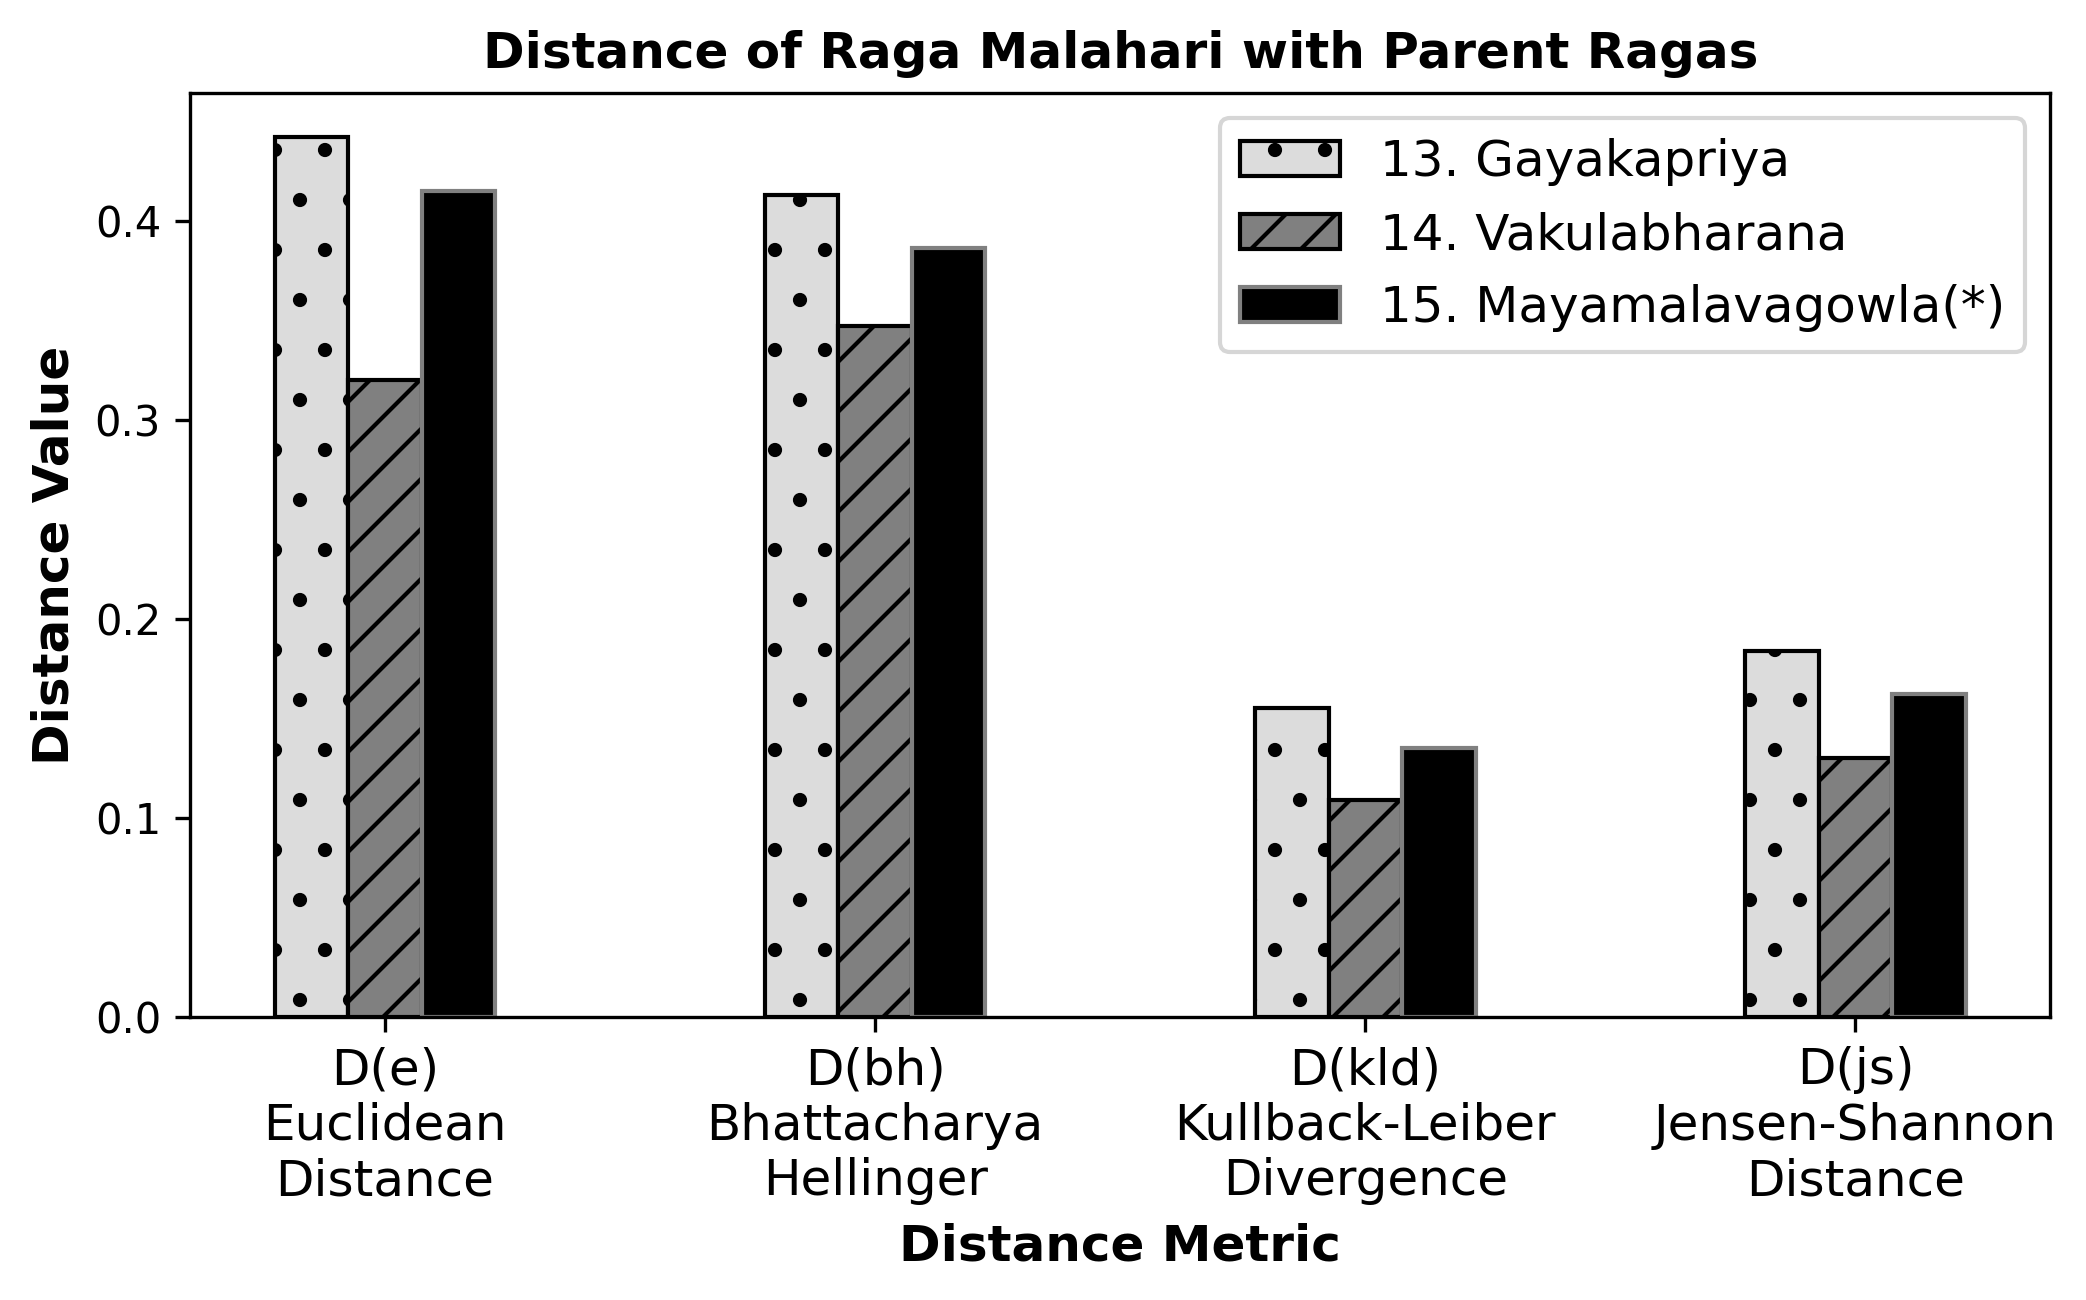 Distance of Raga Malahari with Parent Ragas
13. Gayakapriya
14. Vakulabharana
15. Mayamalavagowla(*)
Distance Value
0.4
0.3
0.2
0.1
0.0
D(e)
Euclidean
Distance
D(bh)
Bhattacharya
Hellinger
D(kld)
Kullback-Leiber
Divergence
D(js)
Jensen-Shannon
Distance
Distance Metric